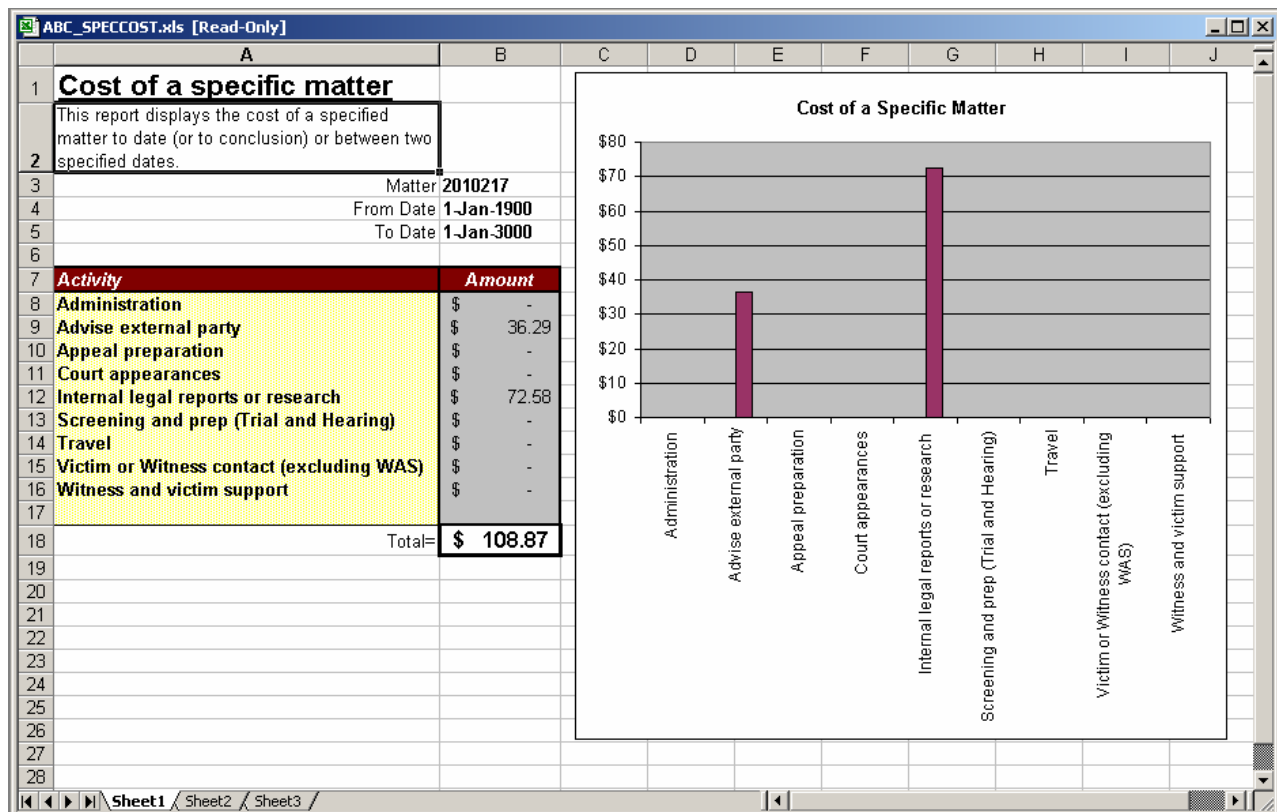 ABC_SPECCOST.xls [Read-Only]
A B C D E F G H I J
1 Cost of a specific matter
This report displays the cost of a specified
matter to date (or to conclusion) or between two
2 specified dates.
3 Matter 2010217
4 From Date 1-Jan-1900
5 To Date 1-Jan-3000
6
7 Activity Amount
8 Administration $ -
9 Advise external party $ 36.29
10 Appeal preparation $ -
11 Court appearances $ -
12 Internal legal reports or research $ 72.58
13 Screening and prep (Trial and Hearing) $ -
14 Travel $ -
15 Victim or Witness contact (excluding WAS) $ -
16 Witness and victim support $ -
17
18 Total= $ 108.87
19
20
21
22
23
24
25
26
27
28
Cost of a Specific Matter
$80
$70
$60
$50
$40
$30
$20
$10
$0
Administration
Advise external party
Appeal preparation
Court appearances
Internal legal reports or research
Screening and prep (Trial and Hearing)
Travel
Victim or Witness contact (excluding
WAS)
Witness and victim support
Sheet1 Sheet2 Sheet3